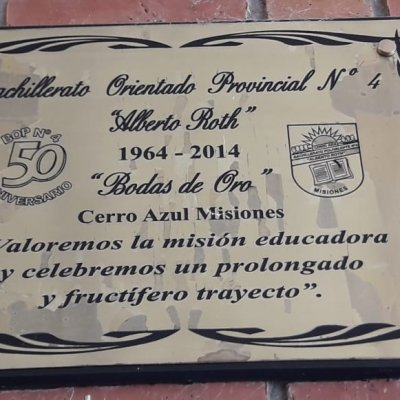 Bachillerato Orientado Provincial N° 4
"Alberto Roth"
BOP N° 4
50
ANIVERSARIO
1964 - 2014
"Bodas de Oro"
MISIONES
Cerro Azul Misiones
Valoremos la misión educadora
y celebremos un prolongado
y fructífero trayecto".